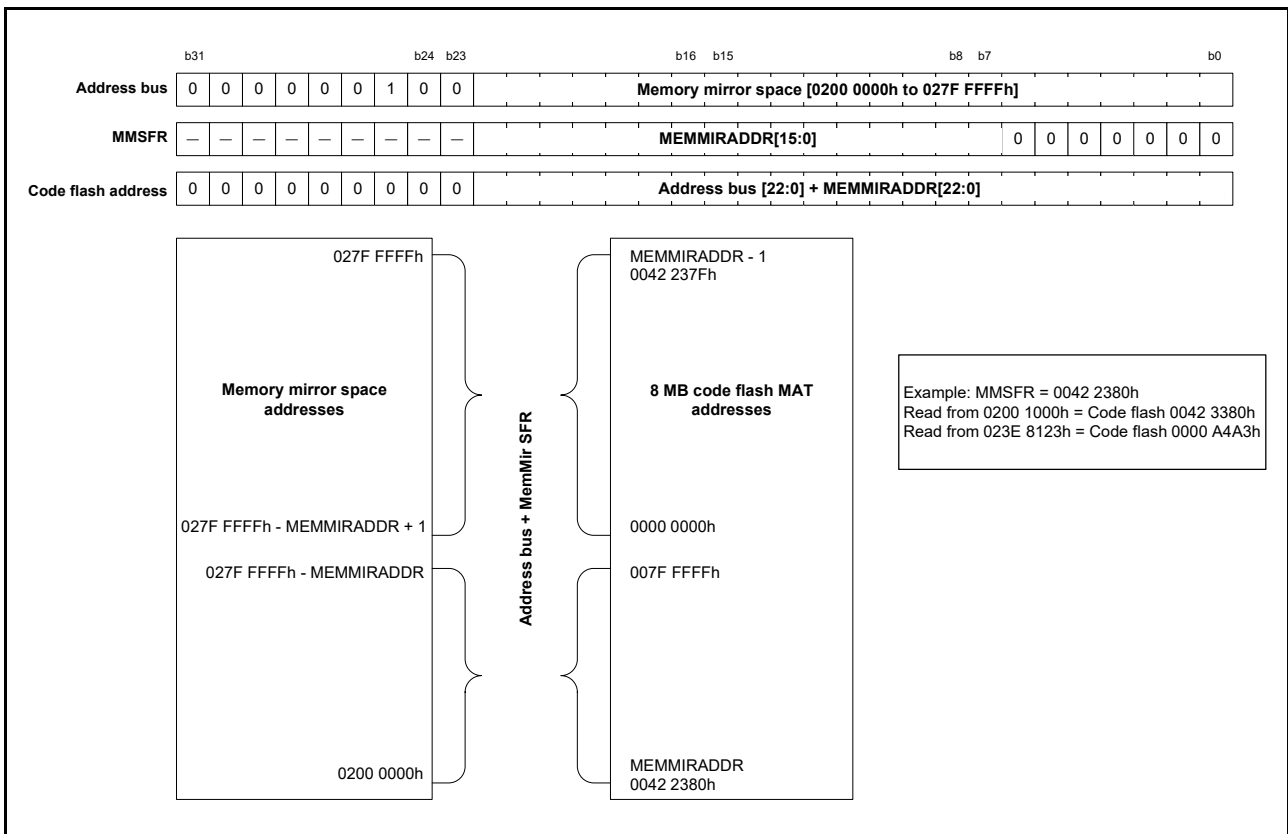 b31 b24 b23 b16 b15 b8 b7 b0
Address bus 0 0 0 0 0 0 1 0 0 Memory mirror space [0200 0000h to 027F FFFFh]
MMSFR — — — — — — — — — MEMMIRADDR[15:0] 0 0 0 0 0 0 0
Code flash address 0 0 0 0 0 0 0 0 0 Address bus [22:0] + MEMMIRADDR[22:0]
027F FFFFh
Memory mirror space
addresses
027F FFFFh - MEMMIRADDR + 1
027F FFFFh - MEMMIRADDR
0200 0000h
Address bus + MemMir SFR
MEMMIRADDR - 1
0042 237Fh
8 MB code flash MAT
addresses
0000 0000h
007F FFFFh
MEMMIRADDR
0042 2380h
Example: MMSFR = 0042 2380h
Read from 0200 1000h = Code flash 0042 3380h
Read from 023E 8123h = Code flash 0000 A4A3h